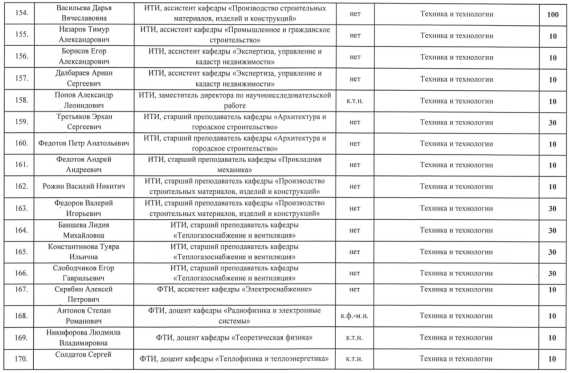 154. Васильева Дарья Вячеславовна ИТИ, ассистент кафедры «Производство строительных материалов, изделий и конструкций» нет Техника и технологии 100
155. Назаров Тимур Александрович ИТИ, ассистент кафедры «Промышленное и гражданское строительство» нет Техника и технологии 10
156. Борисов Егор Александрович ИТИ, ассистент кафедры «Экспертиза, управление и кадастр недвижимости» нет Техника и технологии 10
157. Далбараев Ариан Сергеевич ИТИ, ассистент кафедры «Экспертиза, управление и кадастр недвижимости» нет Техника и технологии 10
158. Попов Александр Леонидович ИТИ, заместитель директора по научноисследовательской работе к.т.н. Техника и технологии 10
159. Третьяков Эрхан Сергеевич ИТИ, старший преподаватель кафедры «Архитектура и городское строительство» нет Техника и технологии 30
160. Федотов Петр Анатольевич ИТИ, старший преподаватель кафедры «Архитектура и городское строительство» нет Техника и технологии 10
161. Федотов Андрей Андреевич ИТИ, старший преподаватель кафедры «Прикладная механика» нет Техника и технологии 10
162. Рожин Василий Никитич ИТИ, старший преподаватель кафедры «Производство строительных материалов, изделий и конструкций» нет Техника и технологии 10
163. Федоров Валерий Игорьевич ИТИ, старший преподаватель кафедры «Производство строительных материалов, изделий и конструкций» нет Техника и технологии 30
164. Баишева Лидия Михайловна ИТИ, старший преподаватель кафедры «Теплогазоснабжение и вентиляция» нет Техника и технологии 30
165. Константинова Туяра Ильична ИТИ, старший преподаватель кафедры «Теплогазоснабжение и вентиляция» нет Техника и технологии 30
166. Слободчиков Егор Гаврильевич ИТИ, старший преподаватель кафедры «Теплогазоснабжение и вентиляция» нет Техника и технологии 30
167. Скрябин Алексей Петрович ФТИ, ассистент кафедры «Электроснабжение» нет Техника и технологии 10
168. Антонов Степан Романович ФТИ, доцент кафедры «Радиофизика и электронные системы» к.ф-м.н. Техника и технологии 10
169. Никифорова Людмила Владимировна ФТИ, доцент кафедры «Теоретическая физика» к.т.н. Техника и технологии 10
170. Солдатов Сергей ФТИ, доцент кафедры «Теплофизика и теплоэнергетика» к.т.н. Техника и технологии 10